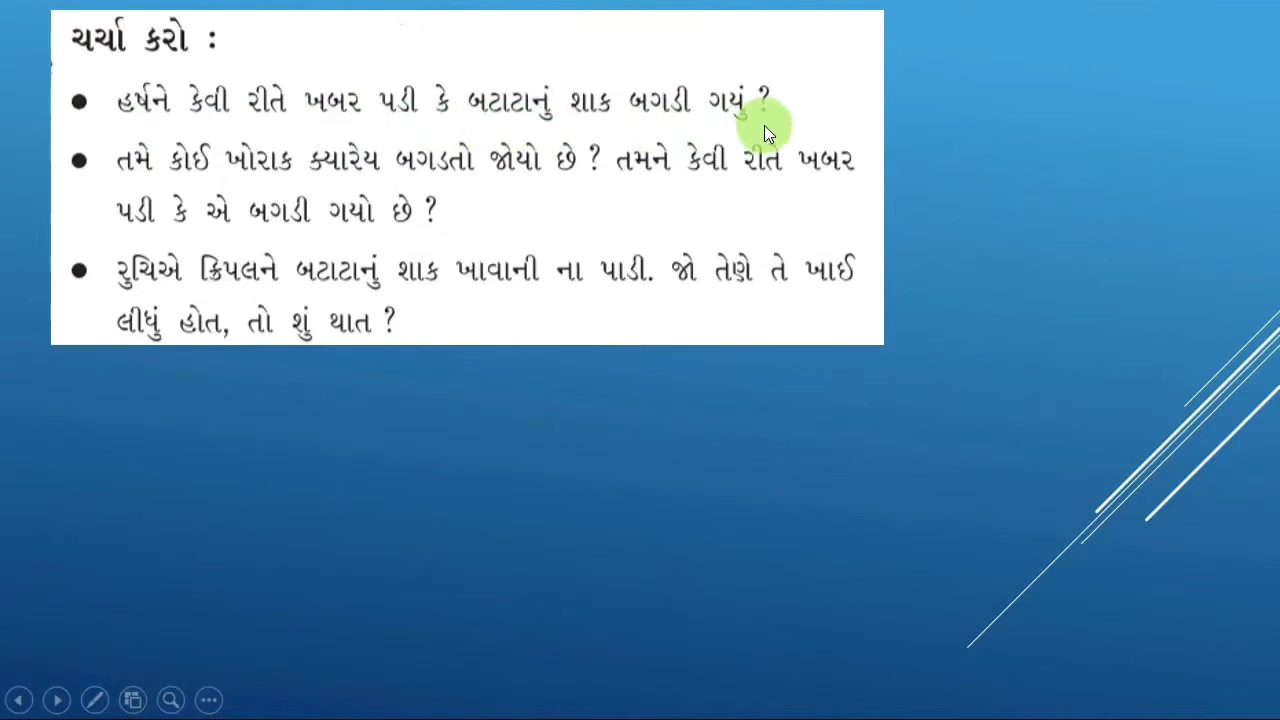 ચર્ચા કરો :
● હર્ષને કેવી રીતે ખબર પડી કે બટાટાનું શાક બગડી ગયું ?
● તમે કોઈ ખોરાક ક્યારેય બગડતો જોયો છે ? તમને કેવી રીતે ખબર
પડી કે એ બગડી ગયો છે ?
● રુચિએ ક્રિપલને બટાટાનું શાક ખાવાની ના પાડી. જો તેણે તે ખાઈ
લીધું હોત, તો શું થાત ?